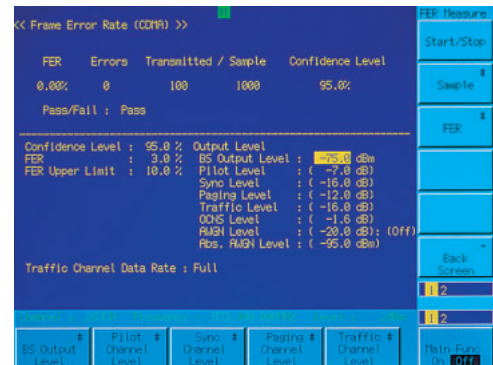 << Frame Error Rate (CDMA) >>
FER Errors Transmitted / Sample Confidence Level
0.00% 0 100 1000 95.0%
Pass/Fail : Pass
Confidence Level : 95.0 % Output Level
FER : 3.0 % BS Output Level : -75.0 dBm
FER Upper Limit : 10.0 % Pilot Level : ( -7.0 dB)
Sync Level : ( -16.0 dB)
Paging Level : ( -12.0 dB)
Traffic Level : ( -16.0 dB)
OCNS Level : ( -1.6 dB)
AWGN Level : ( -20.0 dB): (Off)
Abs. AWGN Level : ( -95.0 dBm)
Traffic Channel Data Rate : Full
Channel : Frequency : Level :
BS Output Level
Pilot Channel Level
Sync Channel Level
Paging Channel Level
Traffic Channel Level
FER Measure
Start/Stop
# Sample
# FER
→ Back Screen
1 2
1 2
Main Func
On Off